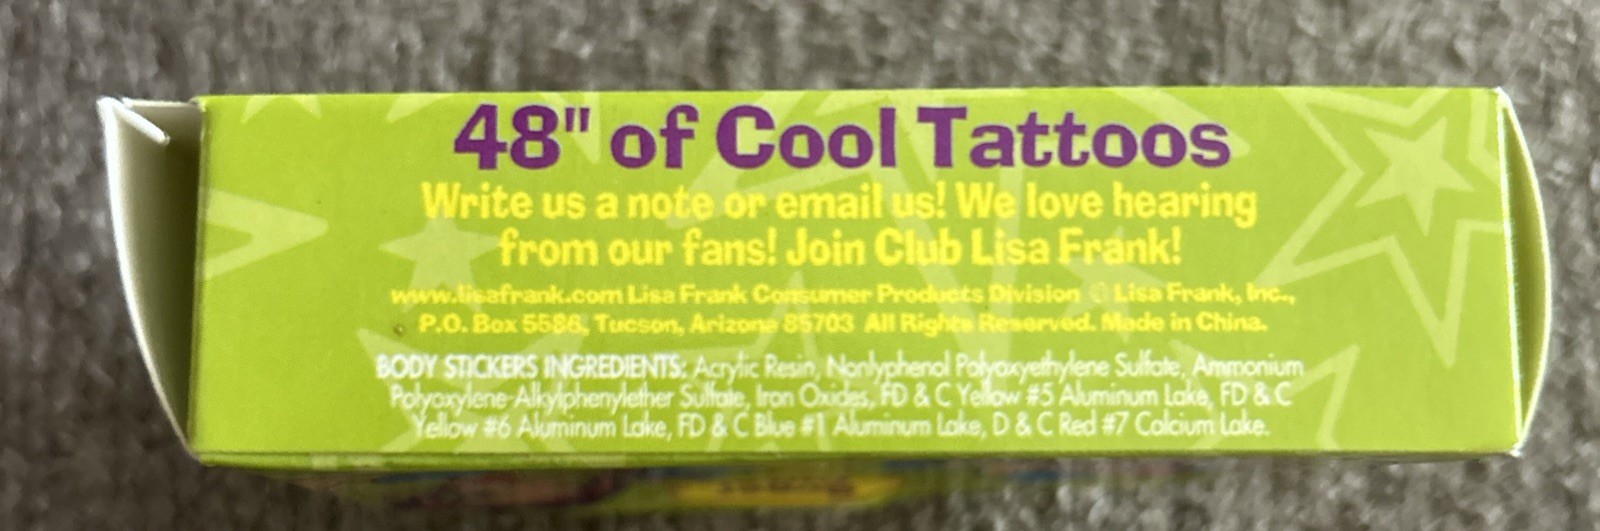 48" of Cool Tattoos
Write us a note or email us! We love hearing
from our fans! Join Club Lisa Frank!
www.lisafrank.com Lisa Frank Consumer Products Division © Lisa Frank, Inc.,
P.O. Box 5586, Tucson, Arizona 85703 All Rights Reserved. Made in China.
BODY STICKERS INGREDIENTS: Acrylic Resin, Nonlyphenol Polyoxyethylene Sulfate, Ammonium
Polyoxylene-Alkylphenylether Sulfate, Iron Oxides, FD & C Yellow #5 Aluminum Lake, FD & C
Yellow #6 Aluminum Lake, FD & C Blue #1 Aluminum Lake, D & C Red #7 Calcium Lake.